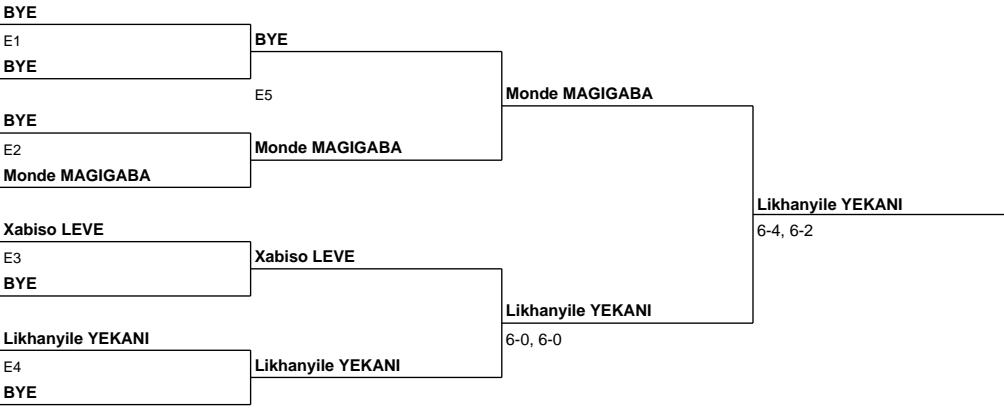 BYE
E1
BYE
BYE
E5
BYE
E2
Monde MAGIGABA
Monde MAGIGABA
Monde MAGIGABA
Xabiso LEVE
E3
BYE
Xabiso LEVE
Likhanyile YEKANI
E4
BYE
Likhanyile YEKANI
Likhanyile YEKANI
6-0, 6-0
Likhanyile YEKANI
6-4, 6-2